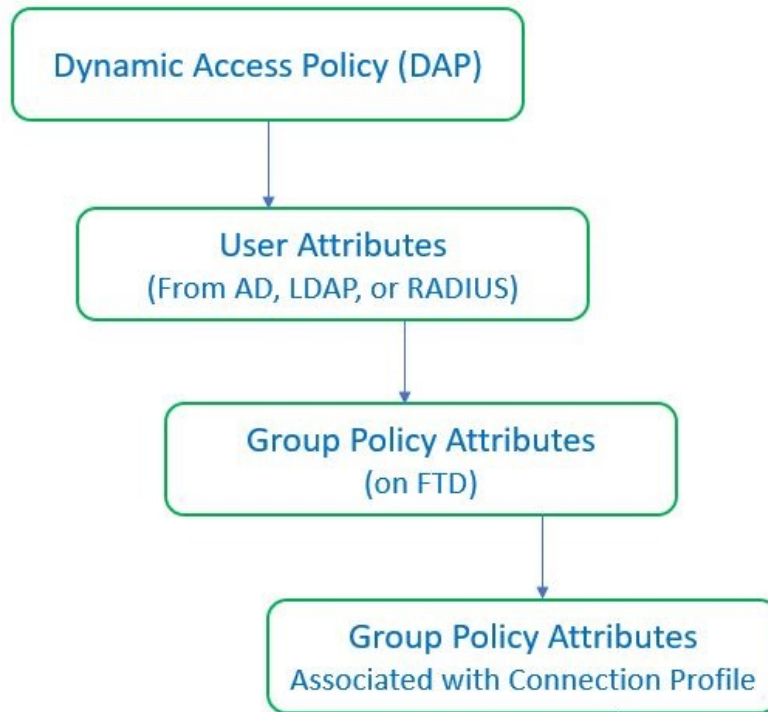 Dynamic Access Policy (DAP)
User Attributes
(From AD, LDAP, or RADIUS)
Group Policy Attributes
(on FTD)
Group Policy Attributes
Associated with Connection Profile